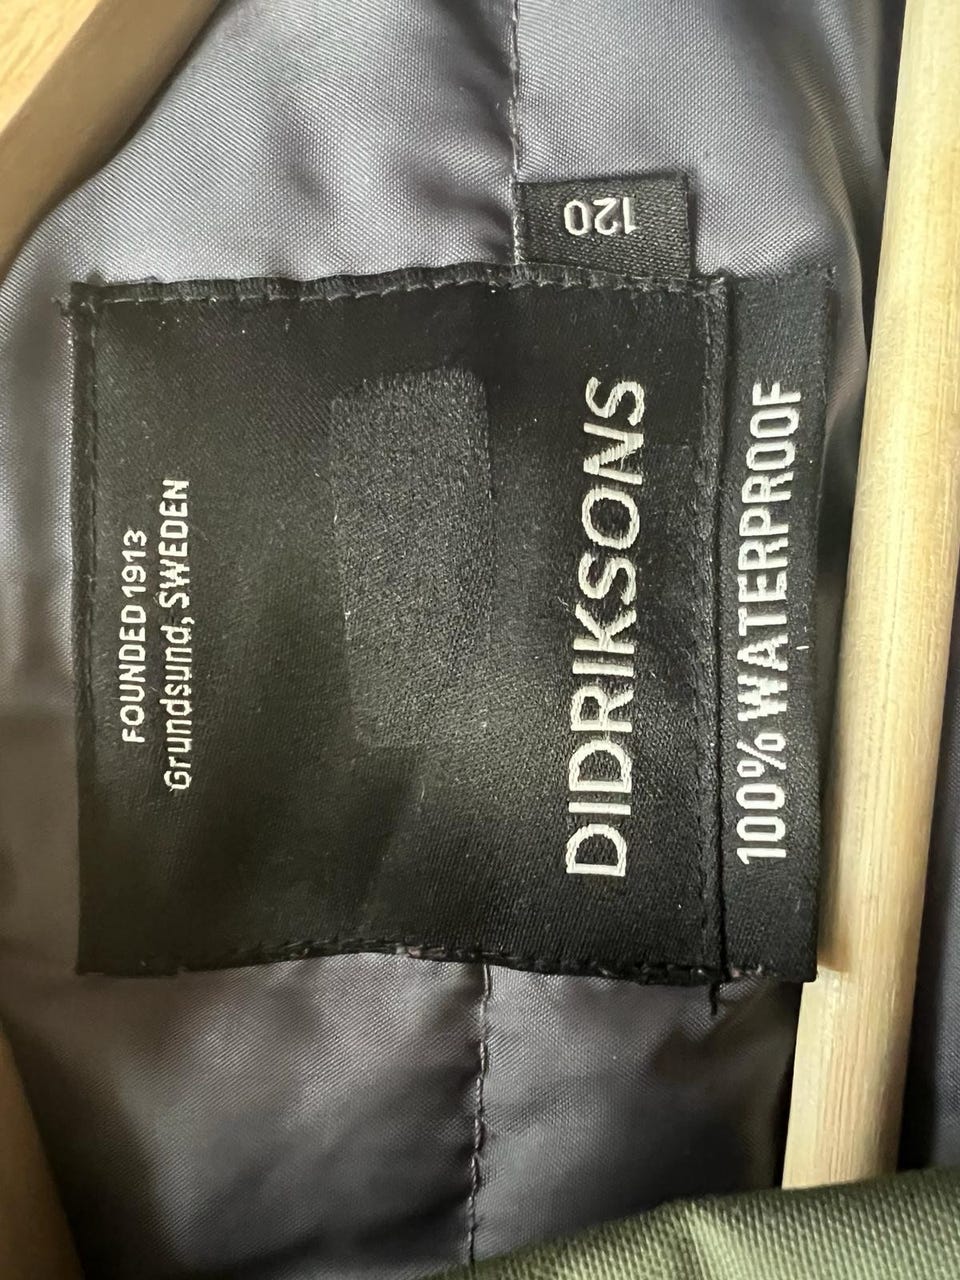 120
FOUNDED 1913
Grundsund, SWEDEN
DIDRIKSONS
100% WATERPROOF